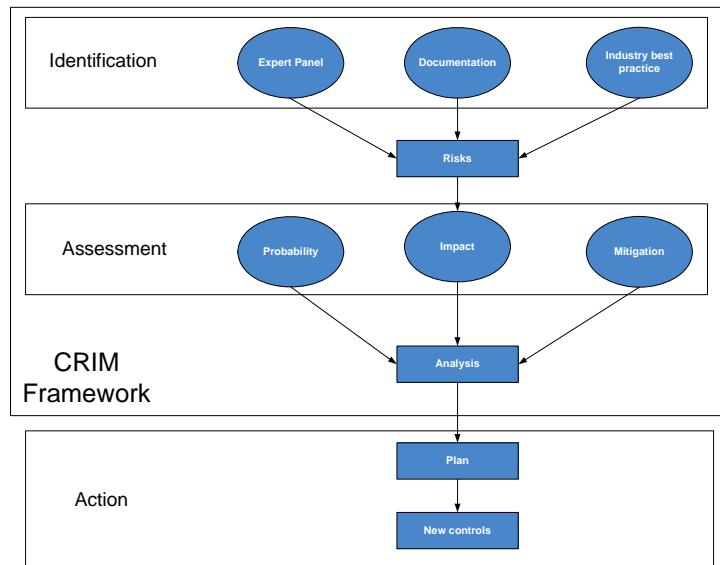 Identification
Expert Panel
Documentation
Industry best
practice
Risks
Assessment
Probability
Impact
Mitigation
CRIM
Framework
Analysis
Plan
Action
New controls